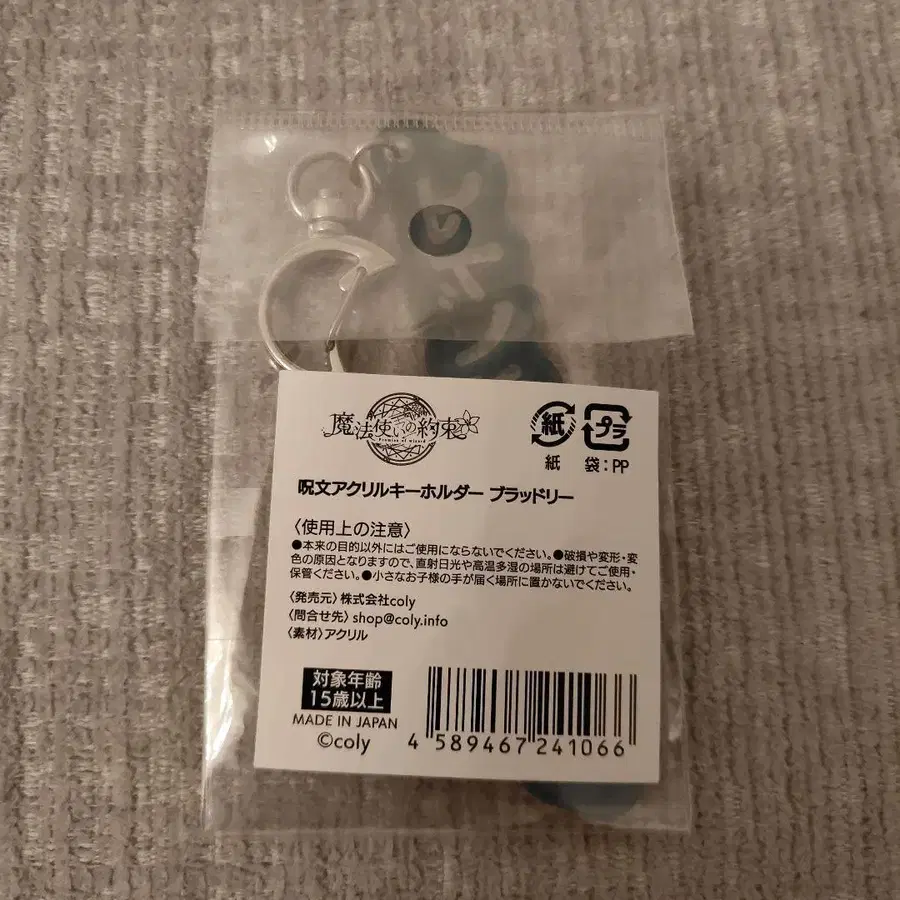 魔法使いの約束
Promise of wizard
紙
プラ
紙 袋:PP
呪文アクリルキーホルダー ブラッドリー
〈使用上の注意〉
●本来の目的以外にはご使用にならないでください。●破損や変形・変
色の原因となりますので、直射日光や高温多湿の場所は避けてご使用・
保管ください。●小さなお子様の手が届く場所に置かないでください。
〈発売元〉株式会社coly
〈問合せ先〉shop@coly.info
〈素材〉アクリル
対象年齢
15歳以上
MADE IN JAPAN
©coly
4 589467 241066